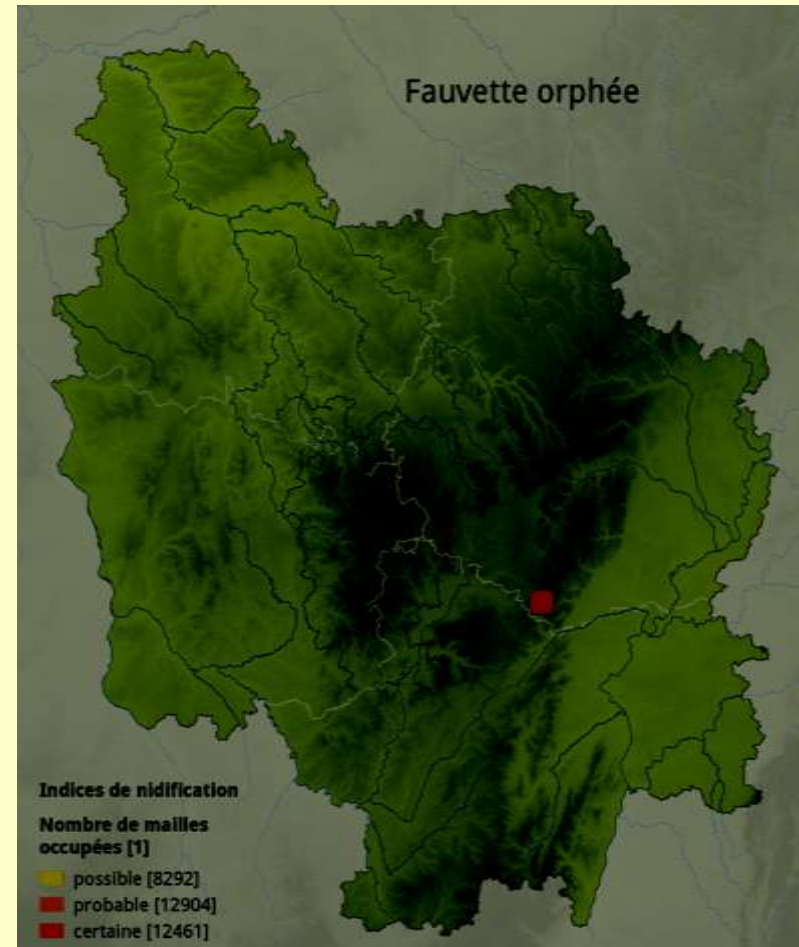 Fauvette orphée
Indices de nidification
Nombre de mailles
occupées [1]
possible [8292]
probable [12904]
certaine [12461]